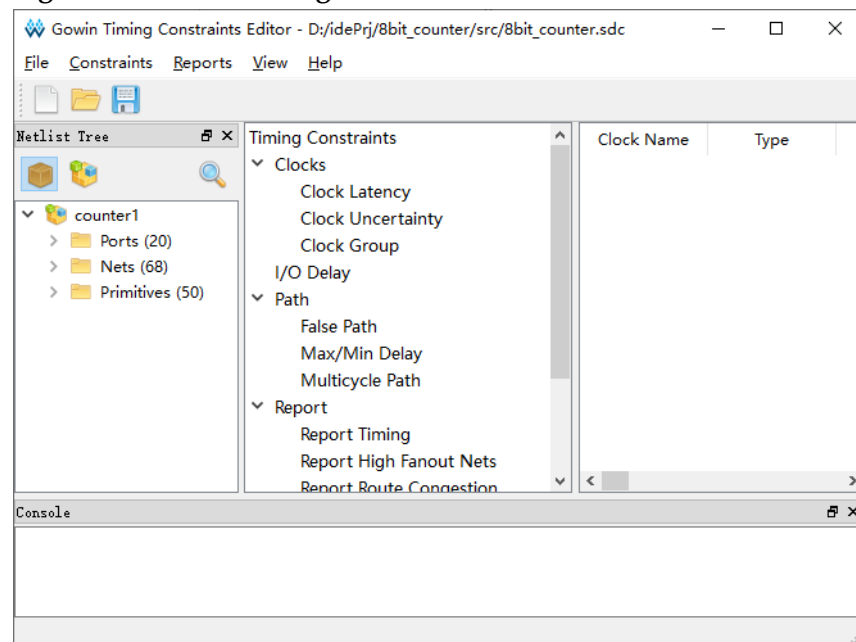 Gowin Timing Constraints Editor - D:/idePrj/8bit_counter/src/8bit_counter.sdc
File Constraints Reports View Help
Netlist Tree
counter1
Ports (20)
Nets (68)
Primitives (50)
Timing Constraints
Clocks
Clock Latency
Clock Uncertainty
Clock Group
I/O Delay
Path
False Path
Max/Min Delay
Multicycle Path
Report
Report Timing
Report High Fanout Nets
Report Route Congestion
Clock Name Type
Console